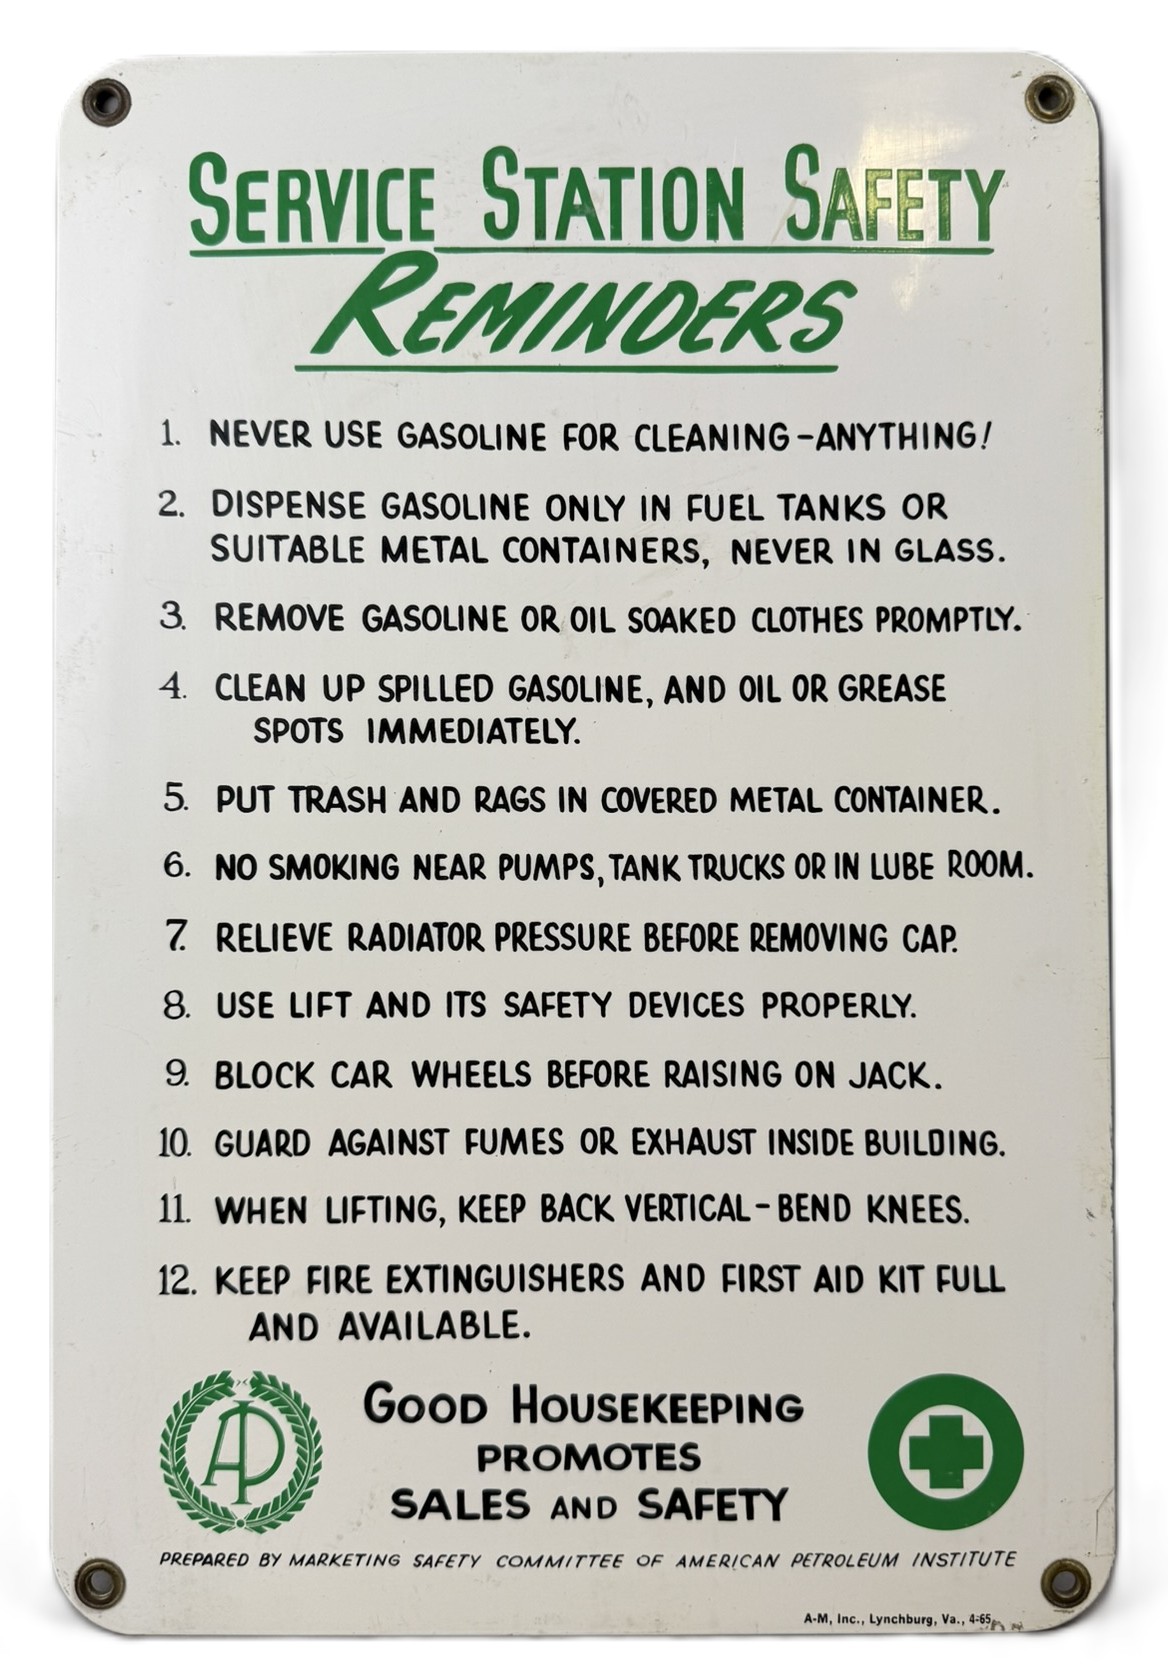 SERVICE STATION SAFETY
REMINDERS
1. NEVER USE GASOLINE FOR CLEANING-ANYTHING!
2. DISPENSE GASOLINE ONLY IN FUEL TANKS OR
SUITABLE METAL CONTAINERS, NEVER IN GLASS.
3. REMOVE GASOLINE OR OIL SOAKED CLOTHES PROMPTLY.
4. CLEAN UP SPILLED GASOLINE, AND OIL OR GREASE
SPOTS IMMEDIATELY.
5. PUT TRASH AND RAGS IN COVERED METAL CONTAINER.
6. NO SMOKING NEAR PUMPS, TANK TRUCKS OR IN LUBE ROOM.
7. RELIEVE RADIATOR PRESSURE BEFORE REMOVING CAP.
8. USE LIFT AND ITS SAFETY DEVICES PROPERLY.
9. BLOCK CAR WHEELS BEFORE RAISING ON JACK.
10. GUARD AGAINST FUMES OR EXHAUST INSIDE BUILDING.
11. WHEN LIFTING, KEEP BACK VERTICAL-BEND KNEES.
12. KEEP FIRE EXTINGUISHERS AND FIRST AID KIT FULL
AND AVAILABLE.
API
GOOD HOUSEKEEPING
PROMOTES
SALES AND SAFETY
PREPARED BY MARKETING SAFETY COMMITTEE OF AMERICAN PETROLEUM INSTITUTE
A-M, Inc., Lynchburg, Va., 4-65